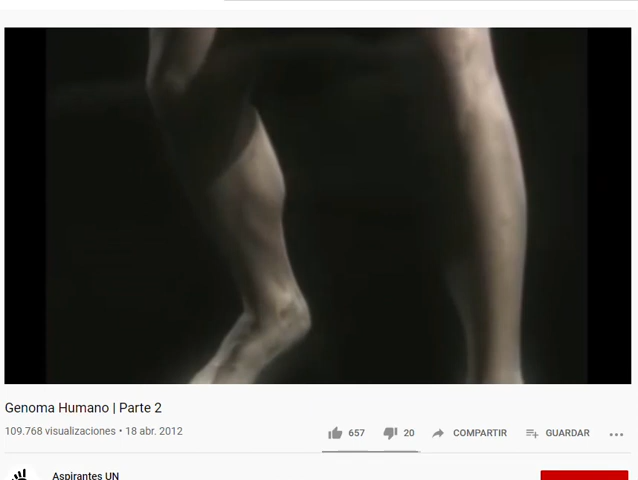 Genoma Humano | Parte 2
109.768 visualizaciones • 18 abr. 2012
657
20
COMPARTIR
GUARDAR
Aspirantes UN